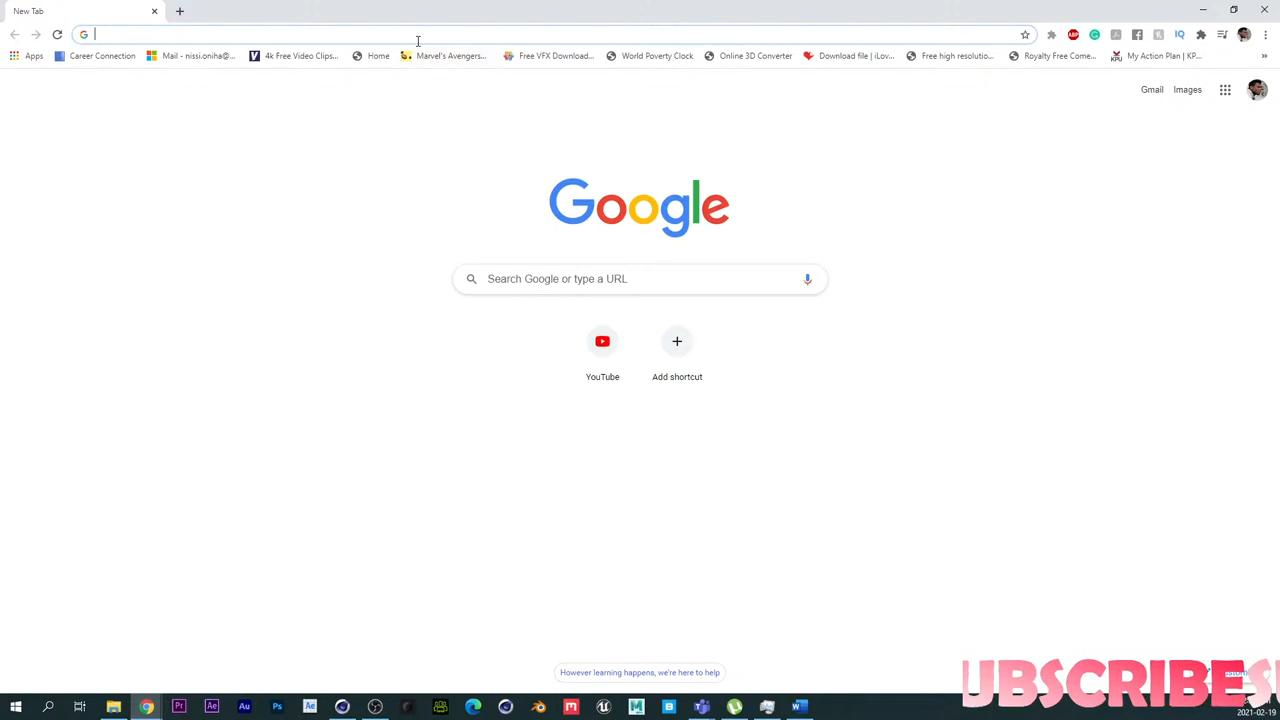 New Tab
Apps Career Connection Mail - nissi.oniha@... 4k Free Video Clips... Home Marvel's Avengers... Free VFX Download... World Poverty Clock Online 3D Converter Download file | iLov... Free high resolutio... Royalty Free Come... My Action Plan | KP... »
Gmail Images
Google
Search Google or type a URL
YouTube Add shortcut
However learning happens, we're here to help
UBSCRIBES
2021-02-19